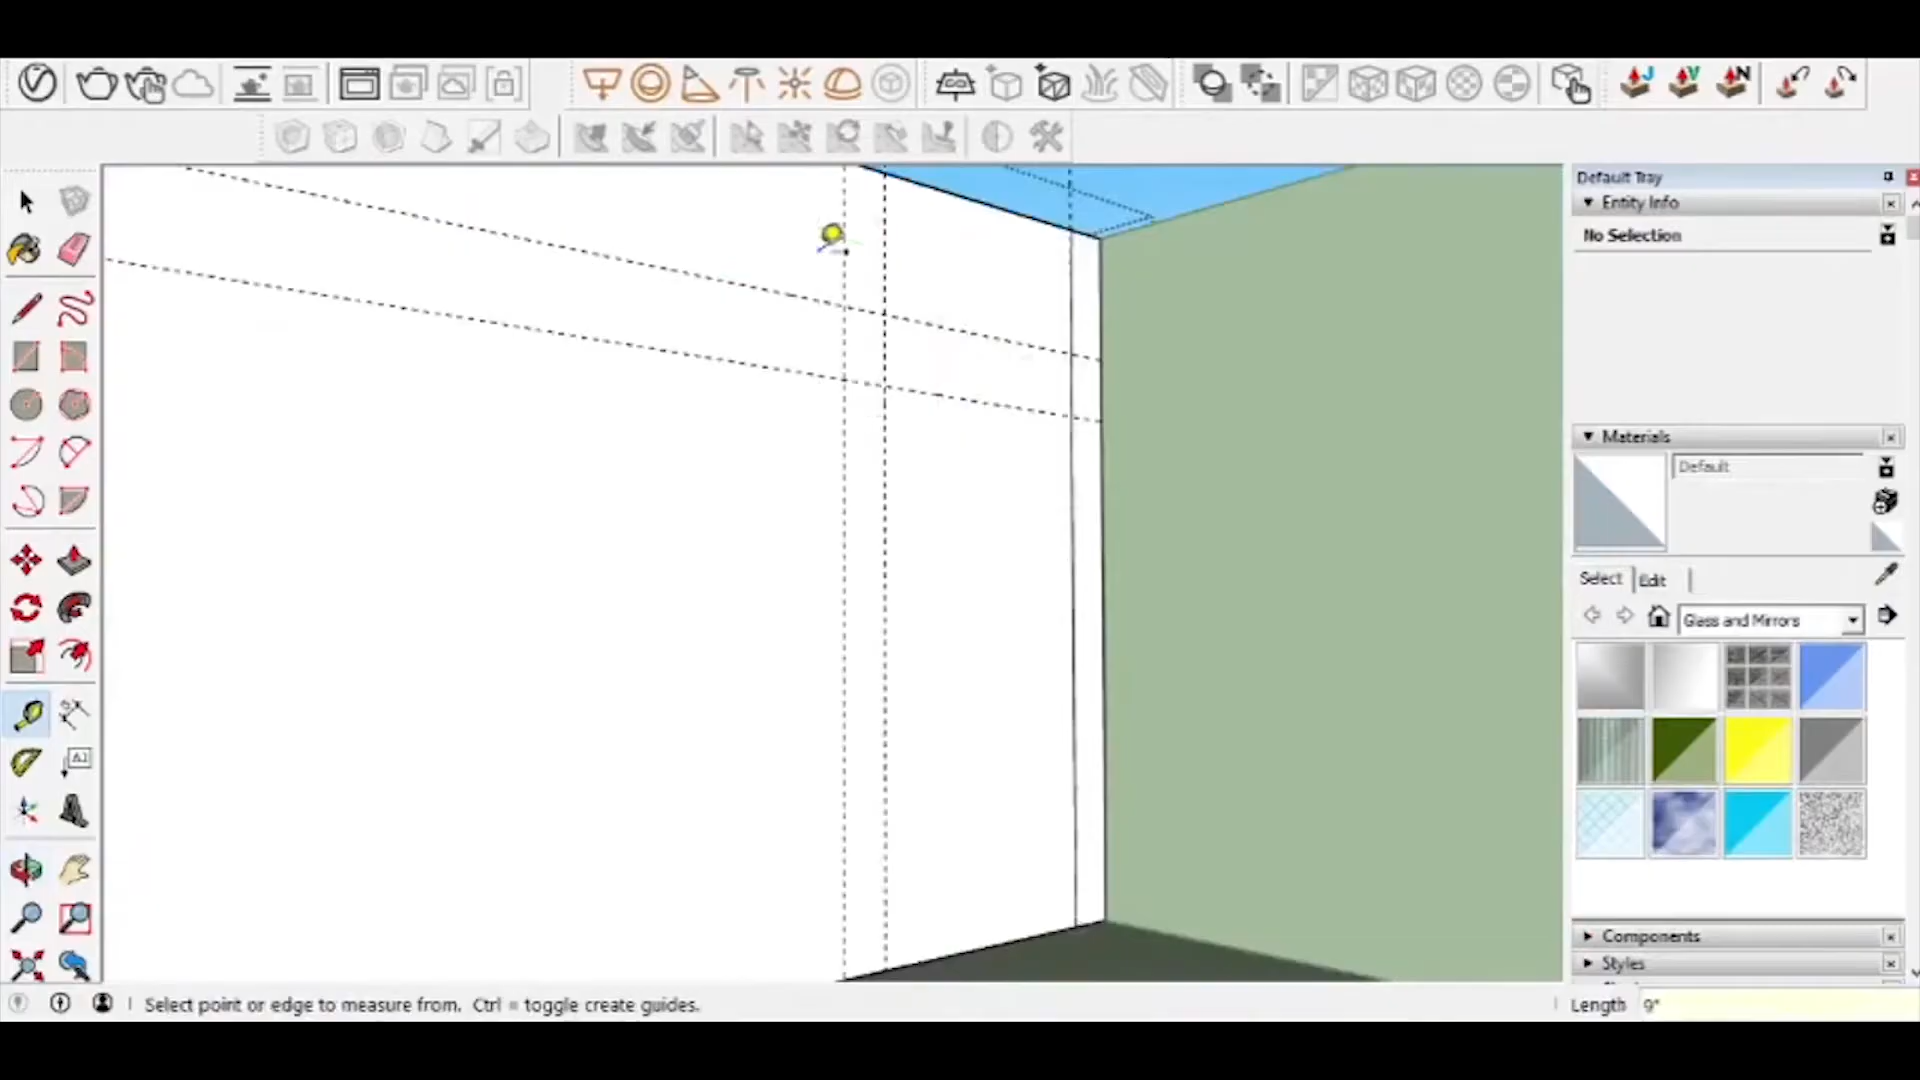 J V N
Default Tray
Entity Info
No Selection
Materials
Default
Select Edit
Glass and Mirrors
A1
Components
Styles
Select point or edge to measure from. Ctrl = toggle create guides.
Length 9"